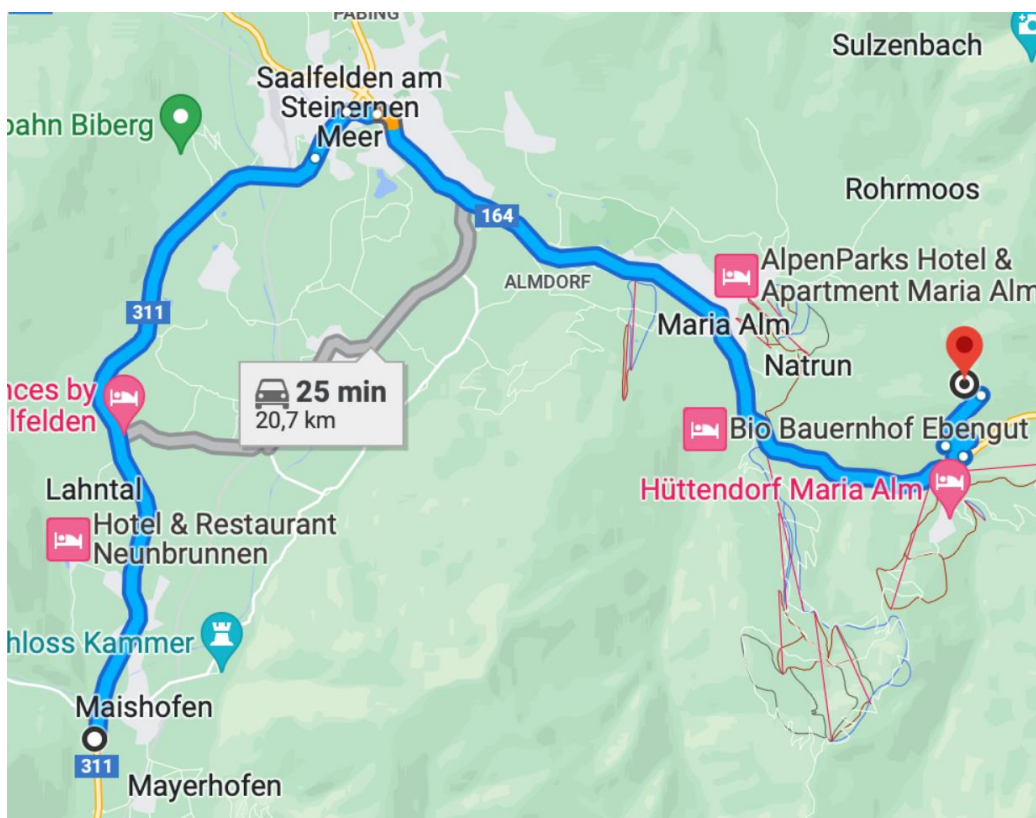 PABING
Sulzenbach
Saalfelden am
Steinernen
Meer
bahn Biberg
Rohrmoos
164
AlpenParks Hotel &
Apartment Maria Alm
ALMDORF
311
Maria Alm
Natrun
25 min
20,7 km
nces by
lfelden
Bio Bauernhof Ebengut
Lahntal
Hüttendorf Maria Alm
Hotel & Restaurant
Neunbrunnen
hloss Kammer
Maishofen
311
Mayerhofen